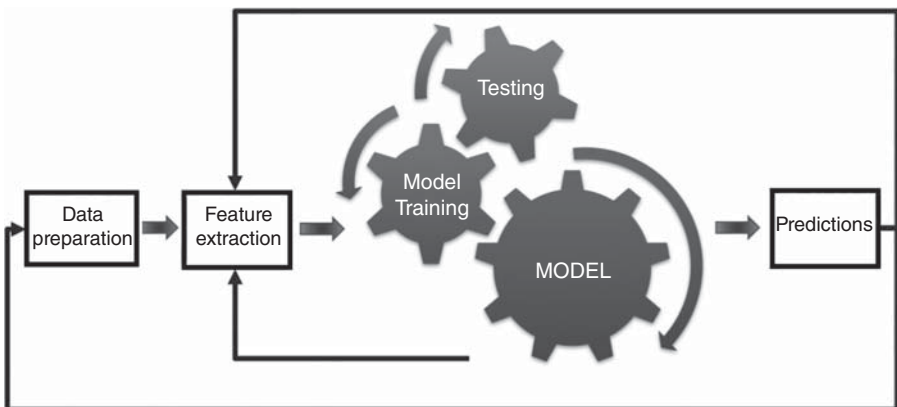 Testing
Model
Training
Data
preparation
Feature
extraction
MODEL
Predictions